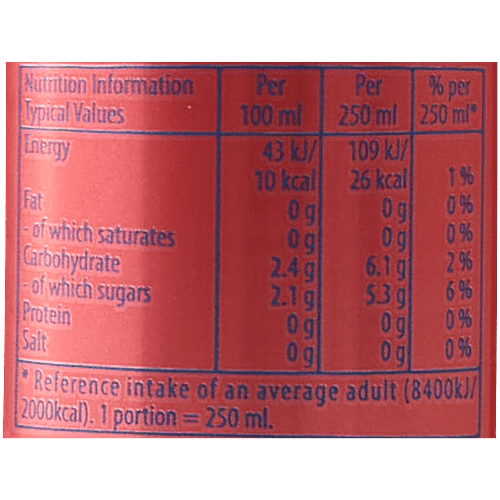 Nutrition Information Per Per % per
Typical Values 100 ml 250 ml 250 ml*
Energy 43 kJ/ 109 kJ/
10 kcal 26 kcal 1 %
Fat 0 g 0 g 0 %
- of which saturates 0 g 0 g 0 %
Carbohydrate 2.4 g 6.1 g 2 %
- of which sugars 2.1 g 5.3 g 6 %
Protein 0 g 0 g 0 %
Salt 0 g 0 g 0 %
* Reference intake of an average adult (8400kJ/
2000kcal). 1 portion = 250 ml.